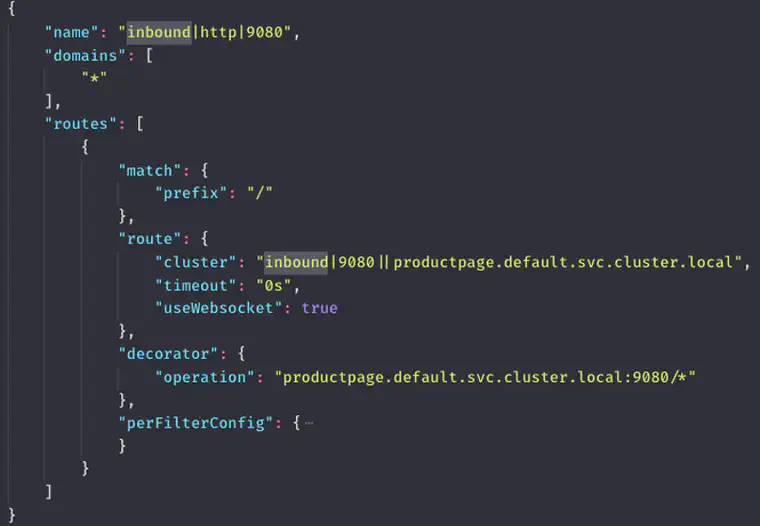 {
    "name": "inbound|http|9080",
    "domains": [
        "*"
    ],
    "routes": [
        {
            "match": {
                "prefix": "/"
            },
            "route": {
                "cluster": "inbound|9080||productpage.default.svc.cluster.local",
                "timeout": "0s",
                "useWebsocket": true
            },
            "decorator": {
                "operation": "productpage.default.svc.cluster.local:9080/*"
            },
            "perFilterConfig": {⋯
            }
        }
    ]
}